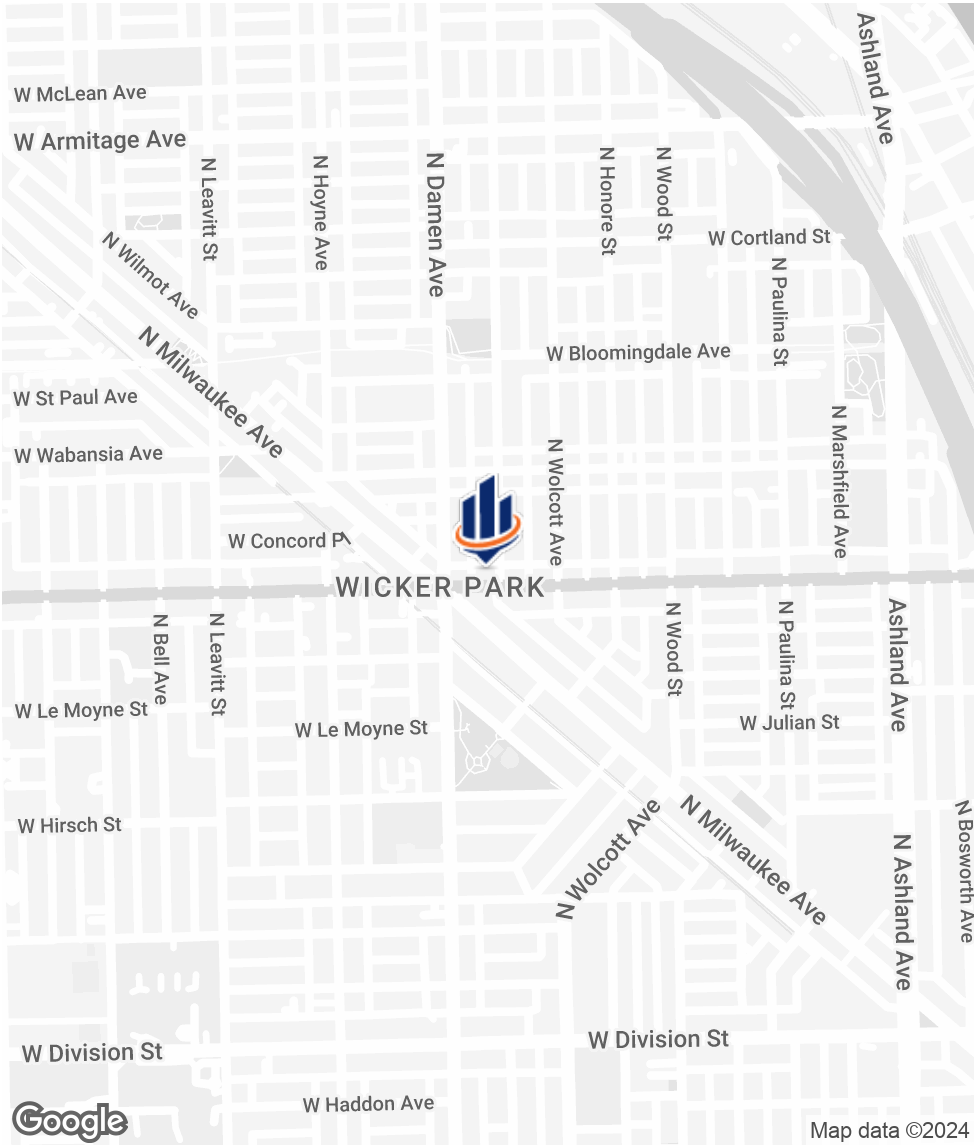 Ashland Ave
W McLean Ave
W Armitage Ave
N Leavitt St
N Hoyne Ave
N Damen Ave
N Honore St
N Wood St
W Cortland St
N Wilmot Ave
N Paulina St
N Milwaukee Ave
W Bloomingdale Ave
W St Paul Ave
W Wabansia Ave
N Wolcott Ave
N Marshfield Ave
W Concord P
WICKER PARK
N Bell Ave
N Leavitt St
N Wood St
N Paulina St
Ashland Ave
W Le Moyne St
W Le Moyne St
W Julian St
W Hirsch St
N Wolcott Ave
N Milwaukee Ave
N Ashland Ave
N Bosworth Ave
W Division St
W Division St
W Haddon Ave
Google
Map data ©2024